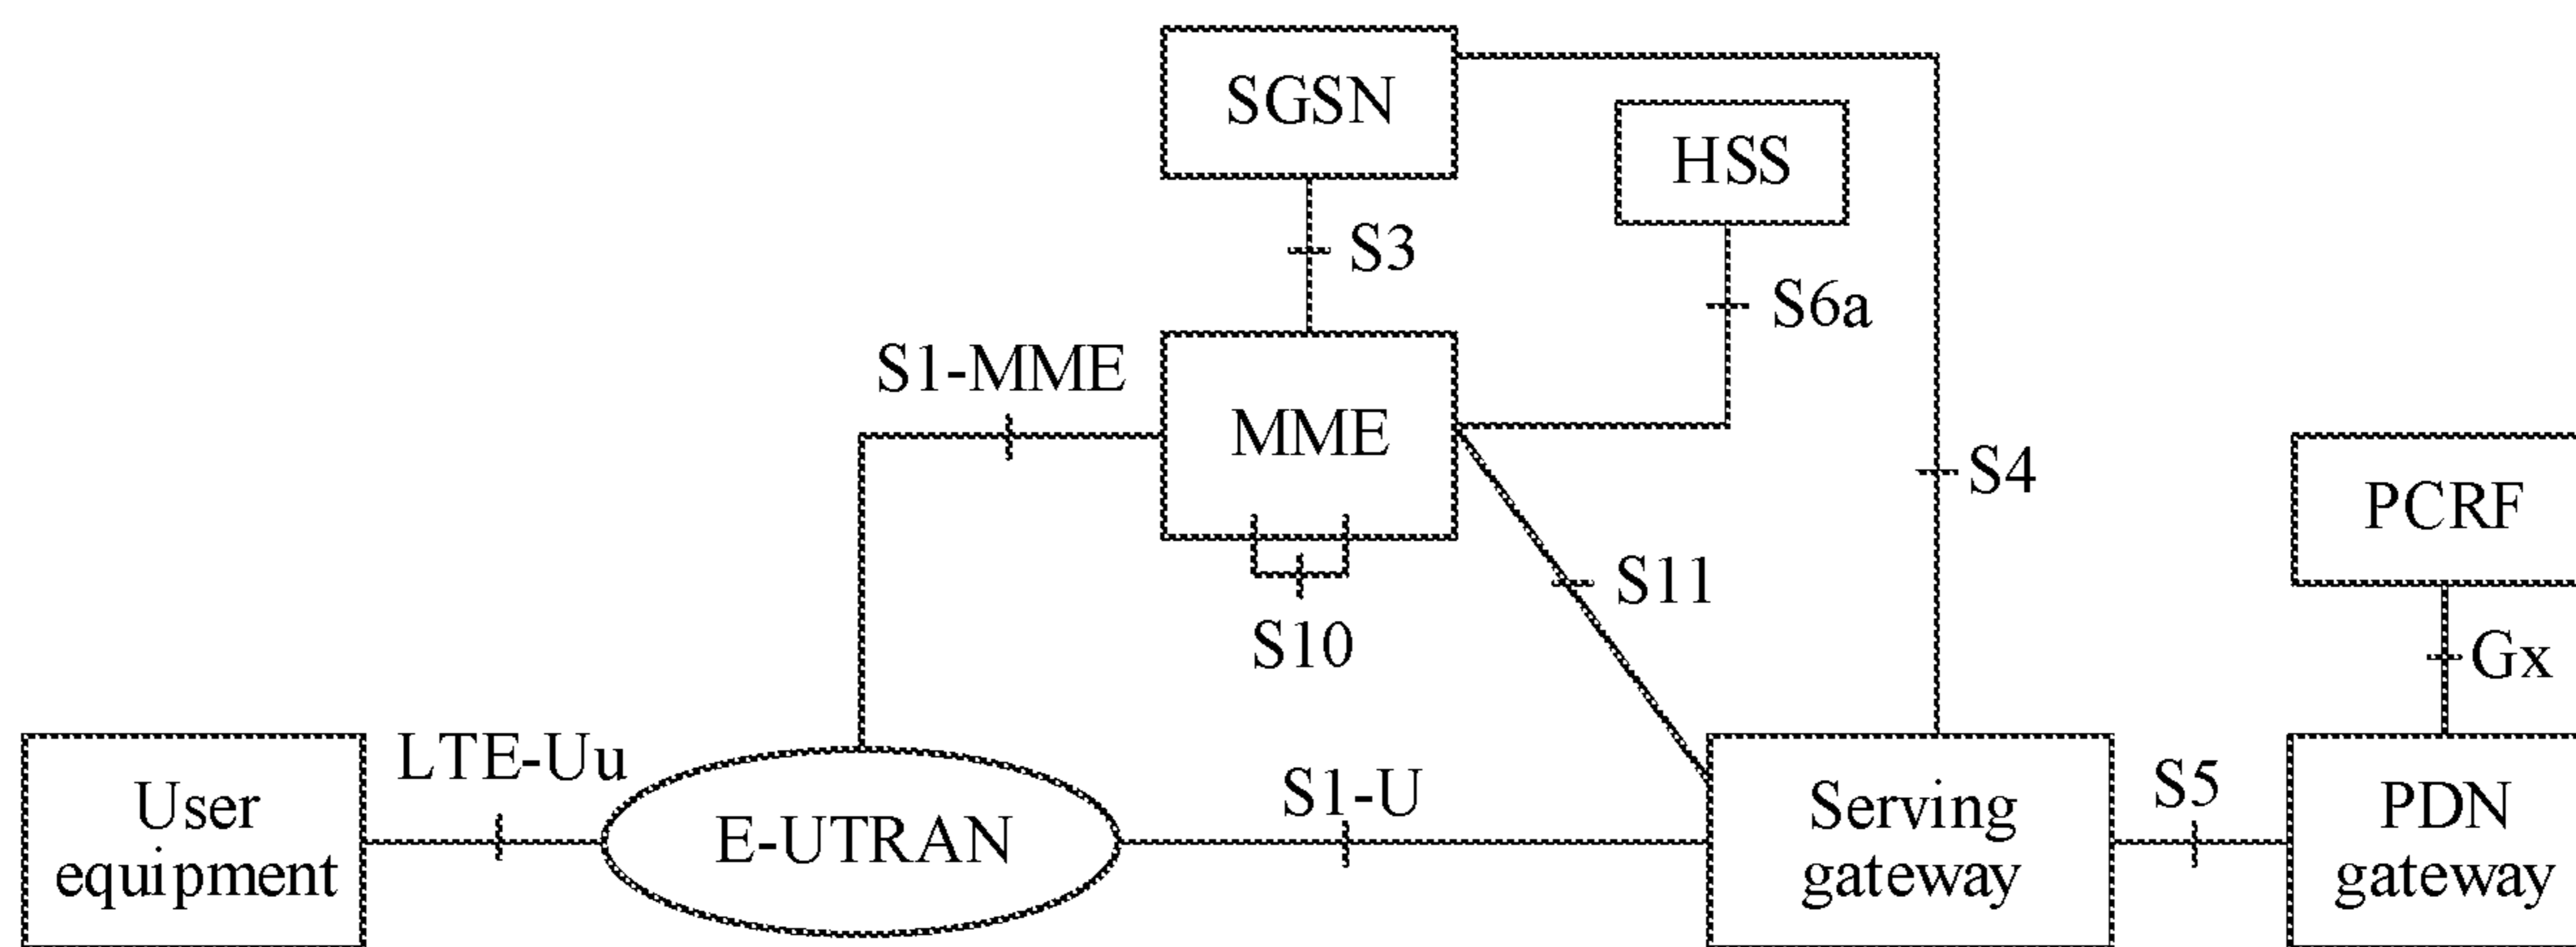 SGSN
HSS
S3
S6a
S1-MME
MME
S4
PCRF
S11
S10
Gx
LTE-Uu
User
equipment
E-UTRAN
S1-U
Serving
gateway
S5
PDN
gateway